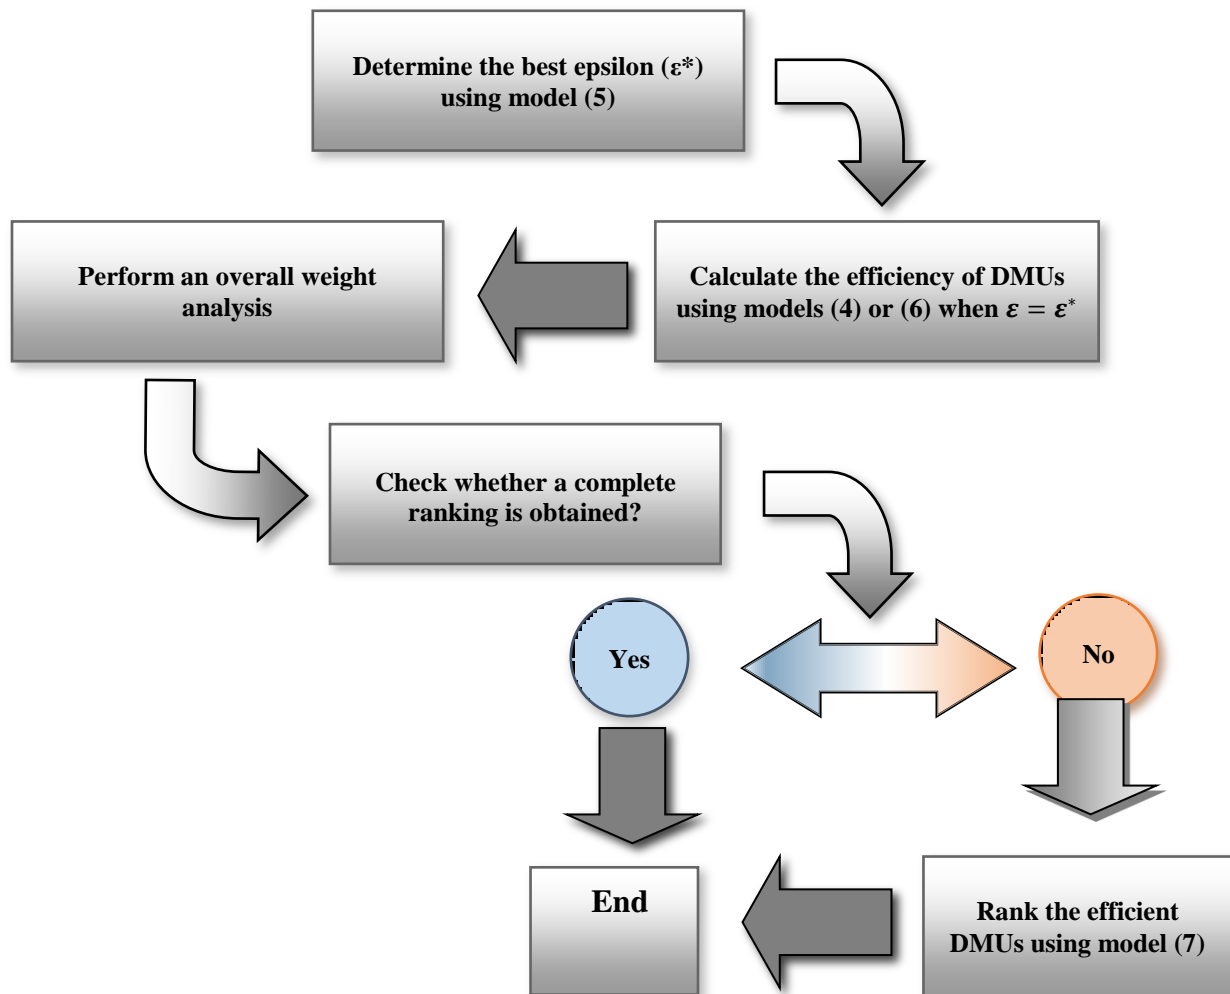 Determine the best epsilon (ε*)
using model (5)
Perform an overall weight
analysis
Calculate the efficiency of DMUs
using models (4) or (6) when 𝜺 = 𝜺*
Check whether a complete
ranking is obtained?
Yes
No
End
Rank the efficient
DMUs using model (7)